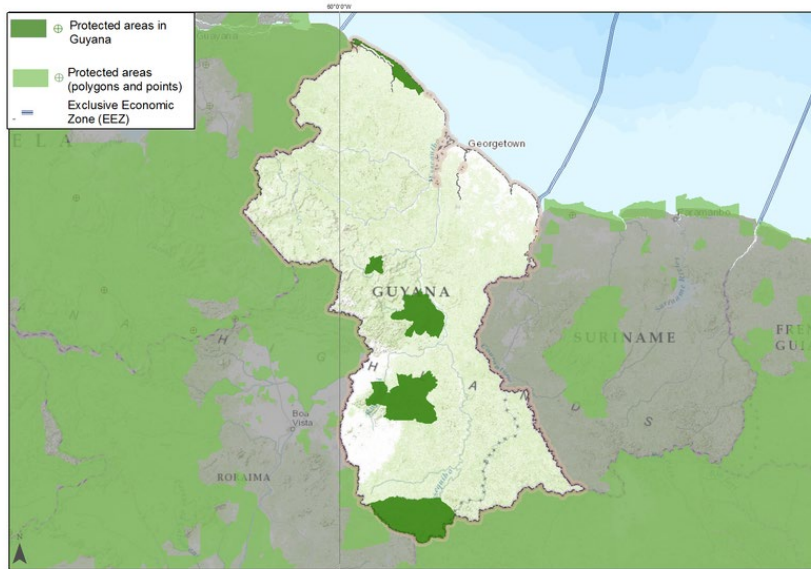 60°0'0"W
Protected areas in
Guyana
Protected areas
(polygons and points)
Exclusive Economic
Zone (EEZ)
E L A
Georgetown
Paramaribo
GUYANA
SURINAME
FRE
GUI
H I G H L A N D S
Boa
Vista
RORAIMA
N